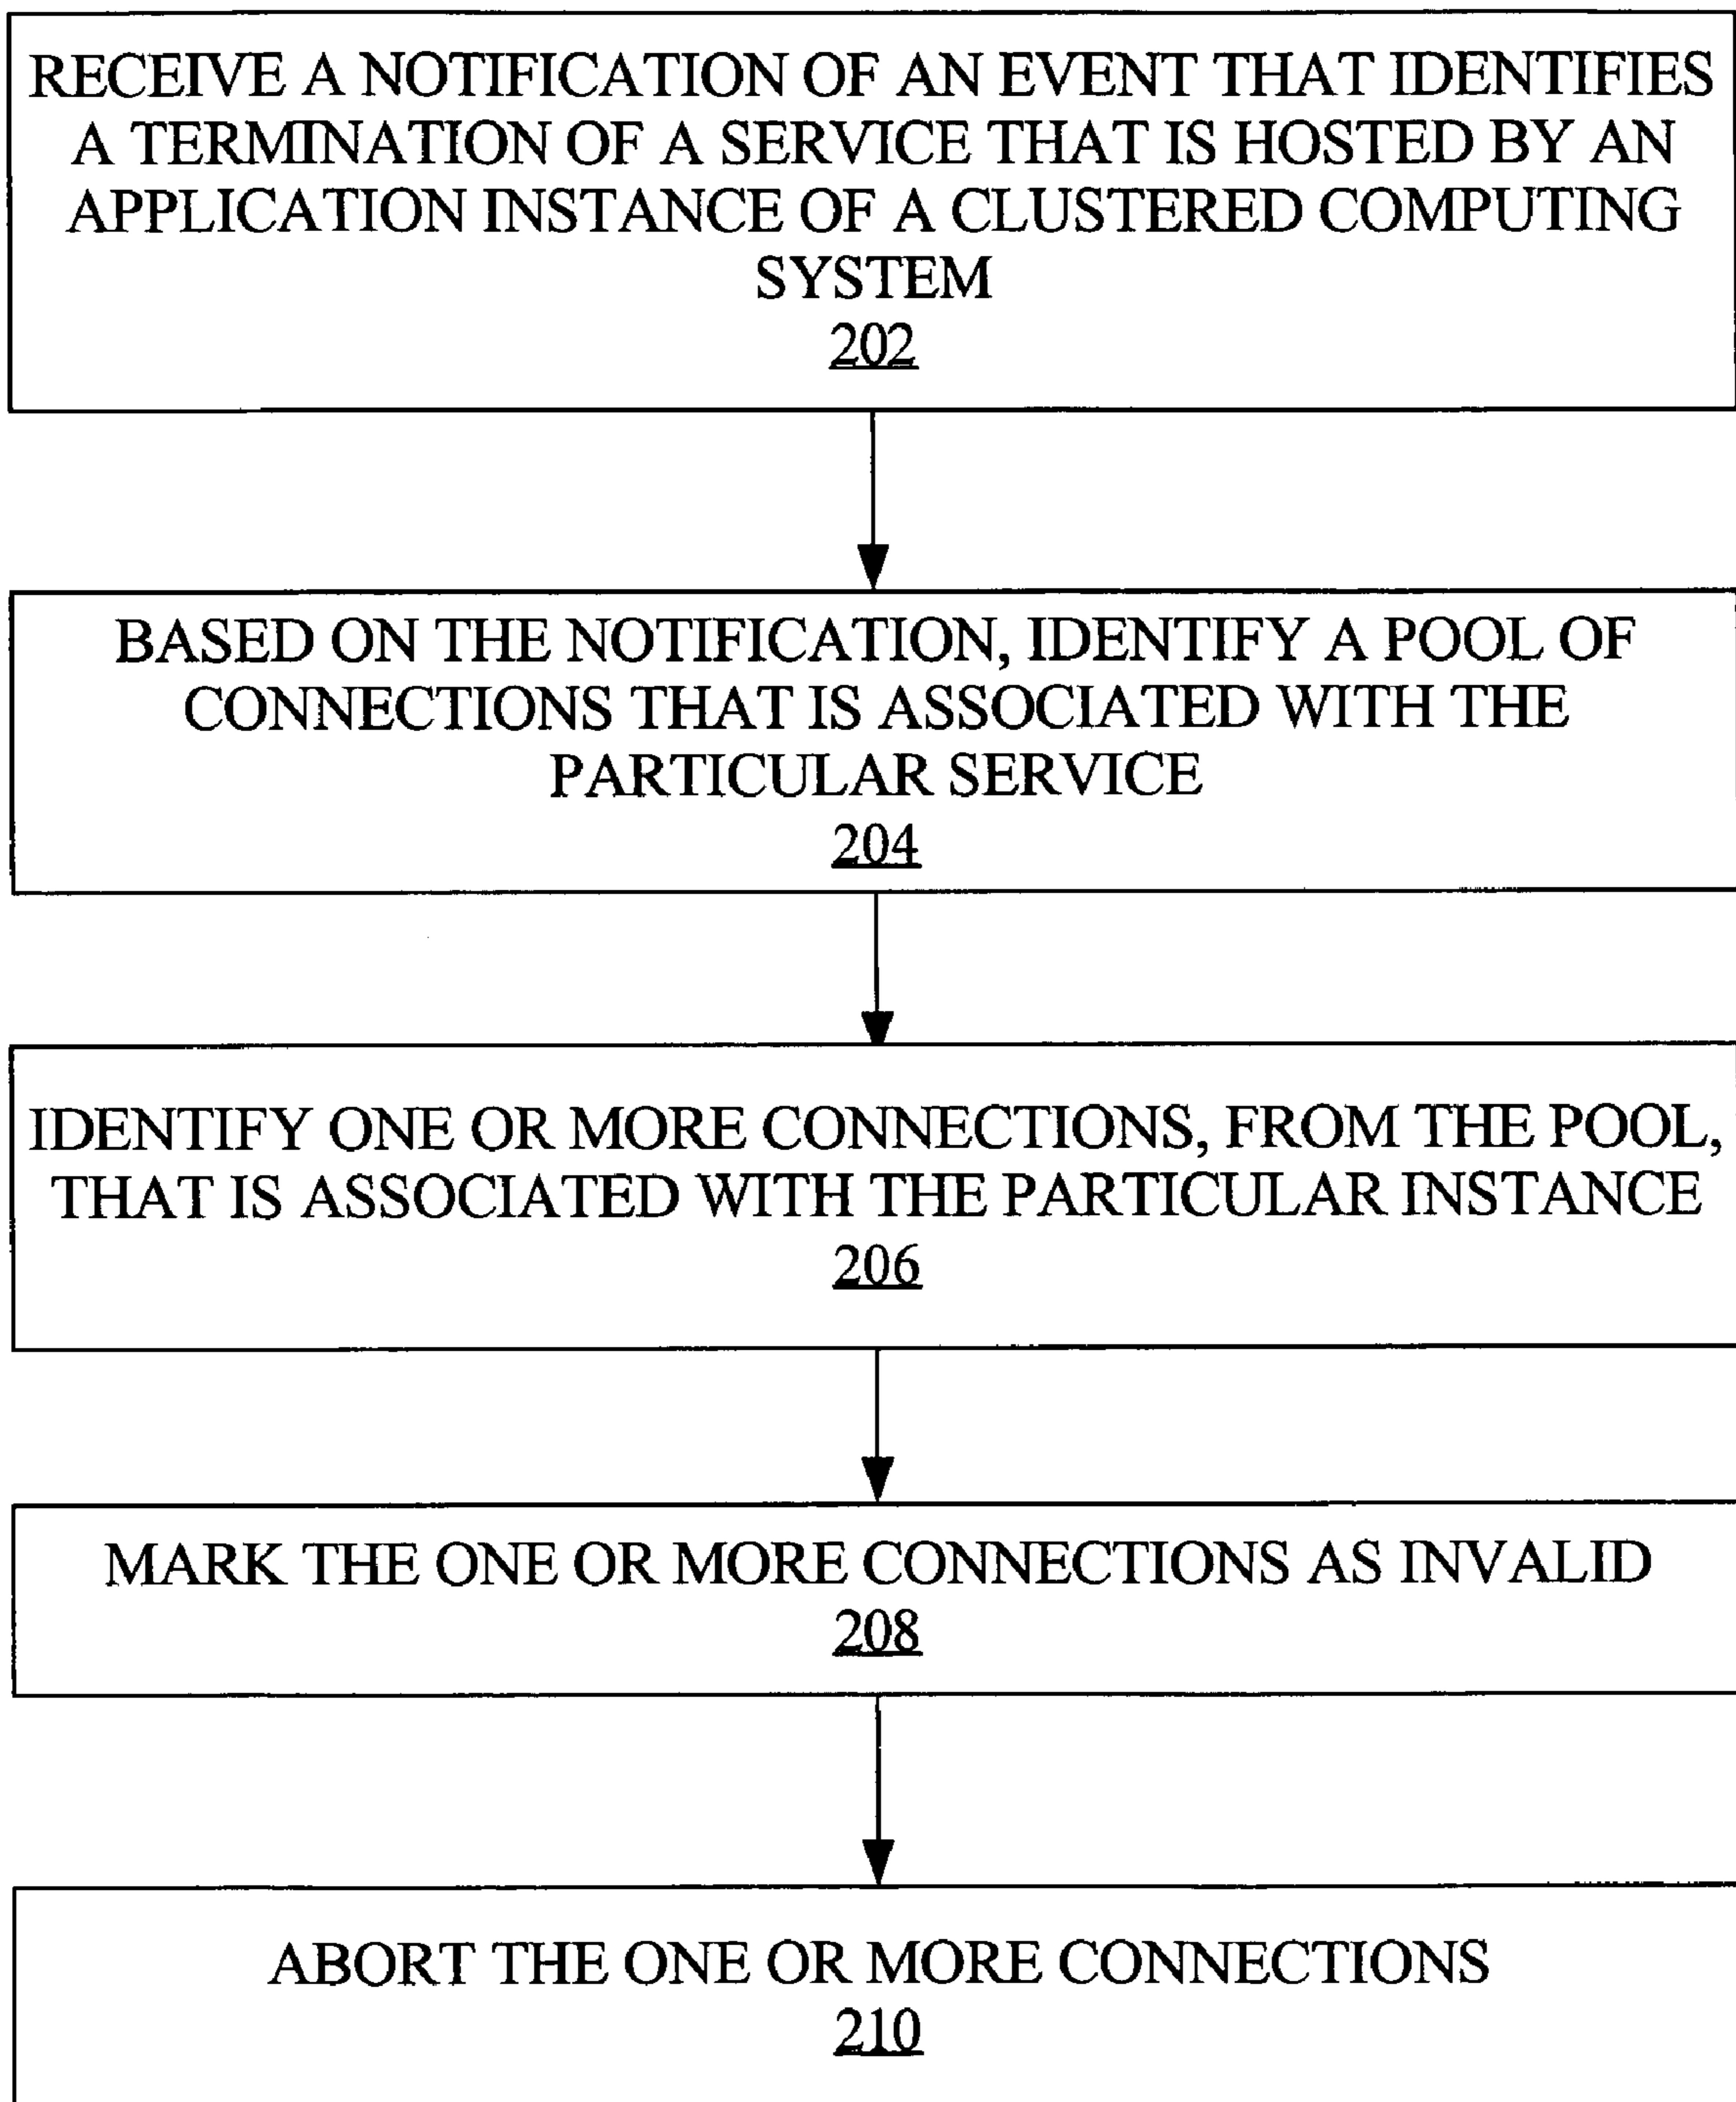 RECEIVE A NOTIFICATION OF AN EVENT THAT IDENTIFIES
A TERMINATION OF A SERVICE THAT IS HOSTED BY AN
APPLICATION INSTANCE OF A CLUSTERED COMPUTING
SYSTEM
202
BASED ON THE NOTIFICATION, IDENTIFY A POOL OF
CONNECTIONS THAT IS ASSOCIATED WITH THE
PARTICULAR SERVICE
204
IDENTIFY ONE OR MORE CONNECTIONS, FROM THE POOL,
THAT IS ASSOCIATED WITH THE PARTICULAR INSTANCE
206
MARK THE ONE OR MORE CONNECTIONS AS INVALID
208
ABORT THE ONE OR MORE CONNECTIONS
210